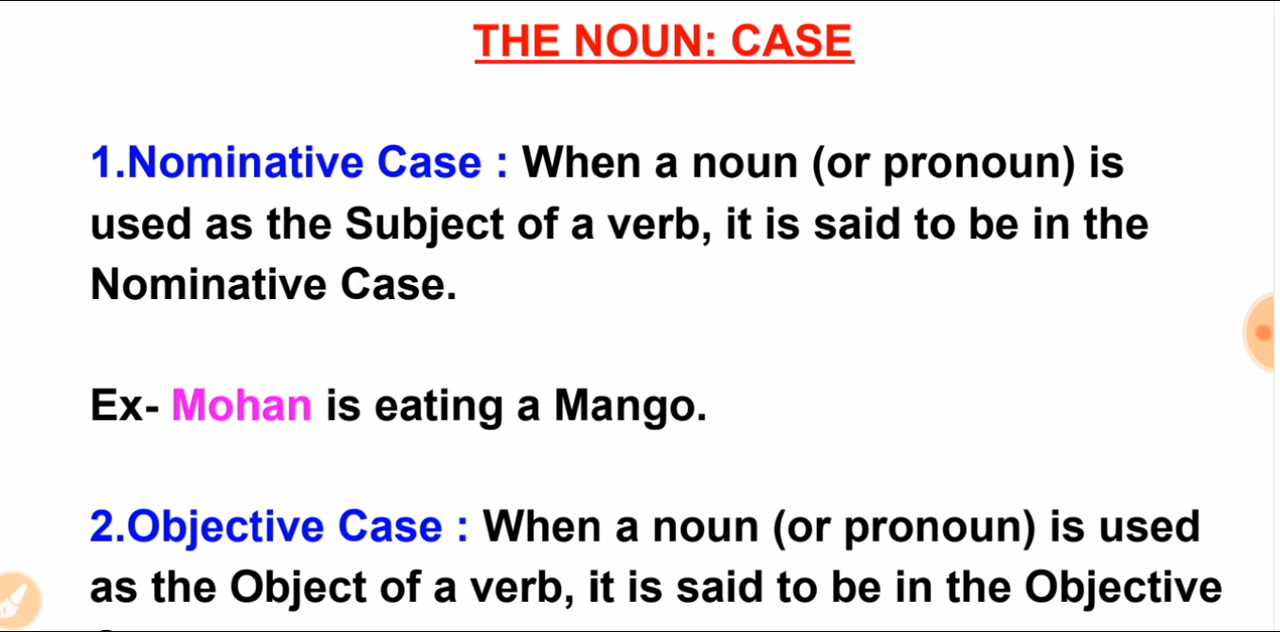 THE NOUN: CASE
1.Nominative Case : When a noun (or pronoun) is
used as the Subject of a verb, it is said to be in the
Nominative Case.
Ex- Mohan is eating a Mango.
2.Objective Case : When a noun (or pronoun) is used
as the Object of a verb, it is said to be in the Objective